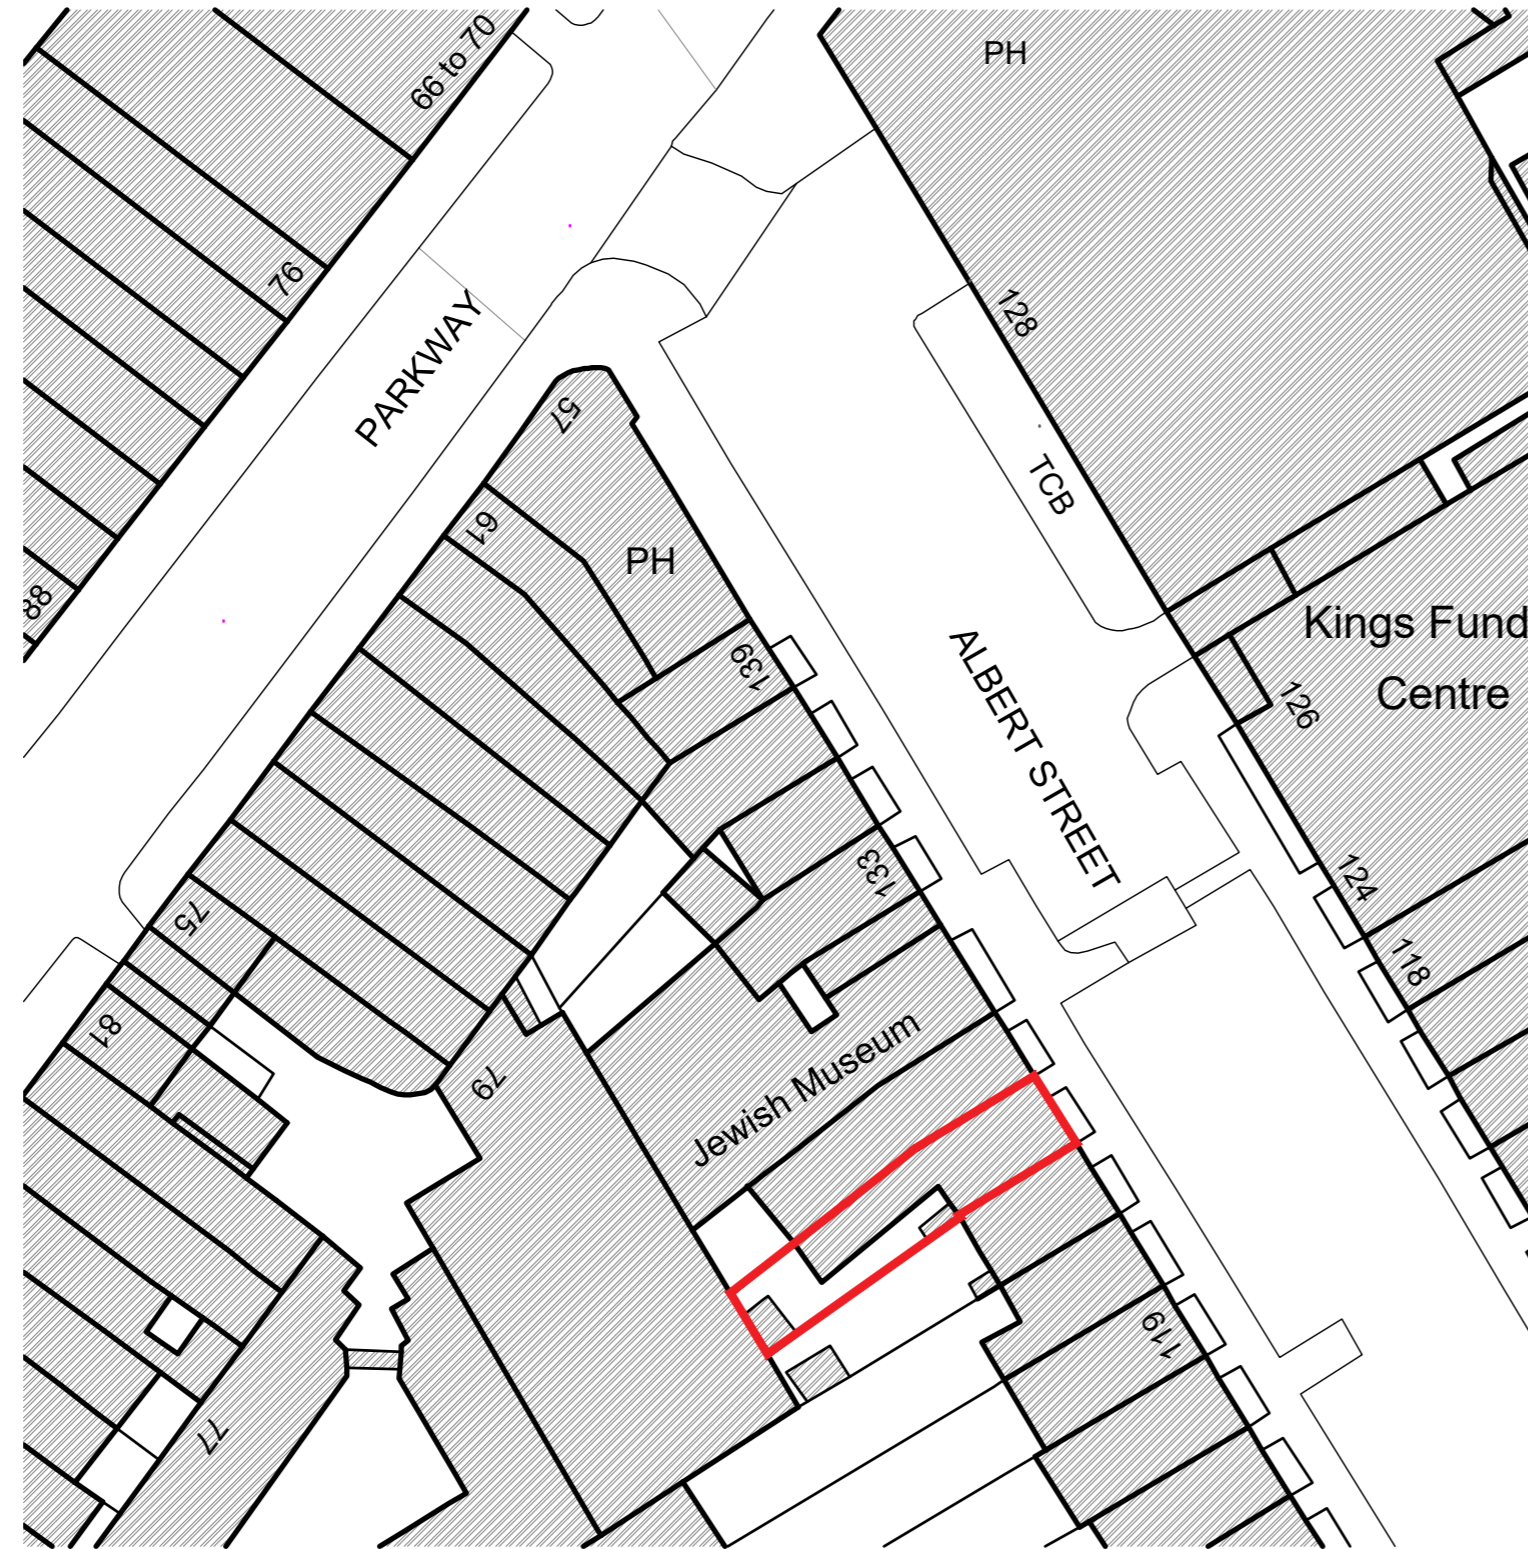 66 to 70
PH
76
PARKWAY
128
57
TCB
61
PH
88
Kings Fund
Centre
139
126
ALBERT STREET
133
124
75
118
81
79
Jewish Museum
119
77